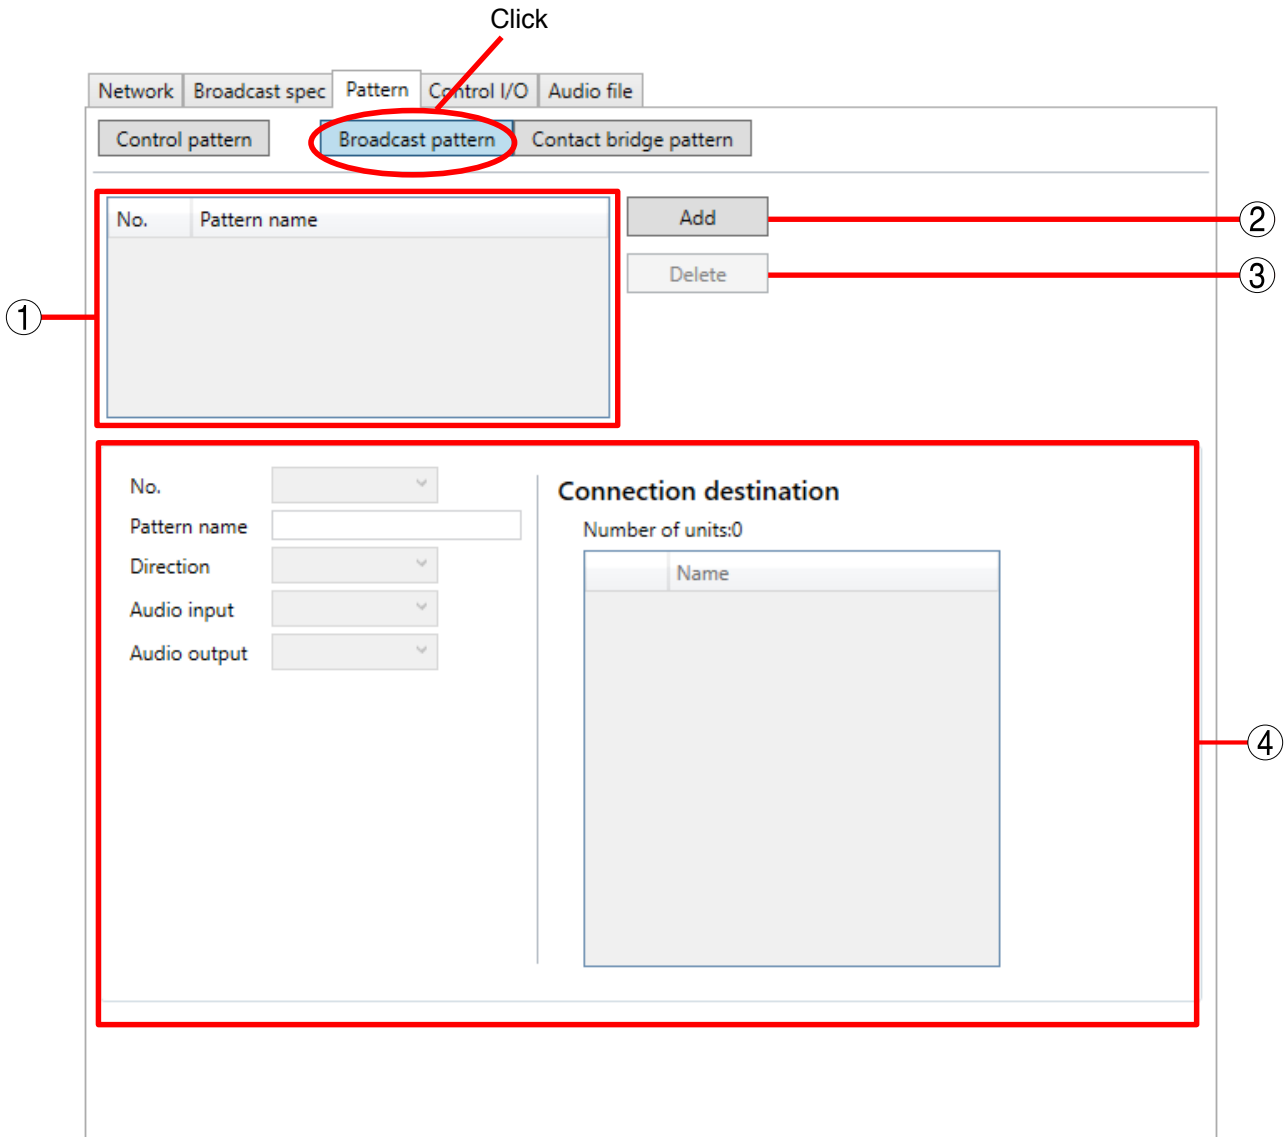 Click
Network Broadcast spec Pattern Control I/O Audio file
Control pattern Broadcast pattern Contact bridge pattern
No. Pattern name
Add
②
Delete
③
①
No.
Pattern name
Direction
Audio input
Audio output
Connection destination
Number of units:0
Name
④